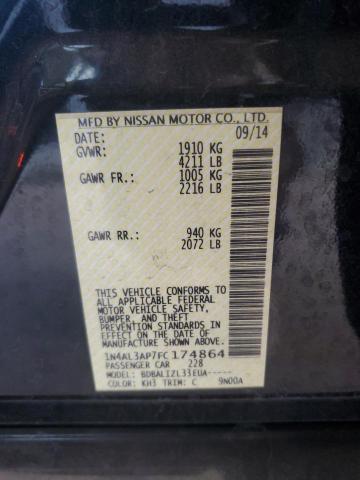 MFD BY NISSAN MOTOR CO., LTD.
DATE: 09/14
GVWR: 1910 KG
4211 LB
GAWR FR.: 1005 KG
2216 LB
GAWR RR.: 940 KG
2072 LB
THIS VEHICLE CONFORMS TO
ALL APPLICABLE FEDERAL
MOTOR VEHICLE SAFETY,
BUMPER, AND THEFT
PREVENTION STANDARDS IN
EFFECT ON THE DATE OF
MANUFACTURE SHOWN ABOVE.
1N4AL3AP7FC174864
PASSENGER CAR 228
MODEL: BDBALIZL33EUA-----
COLOR: KH3 TRIM: C 9N00A